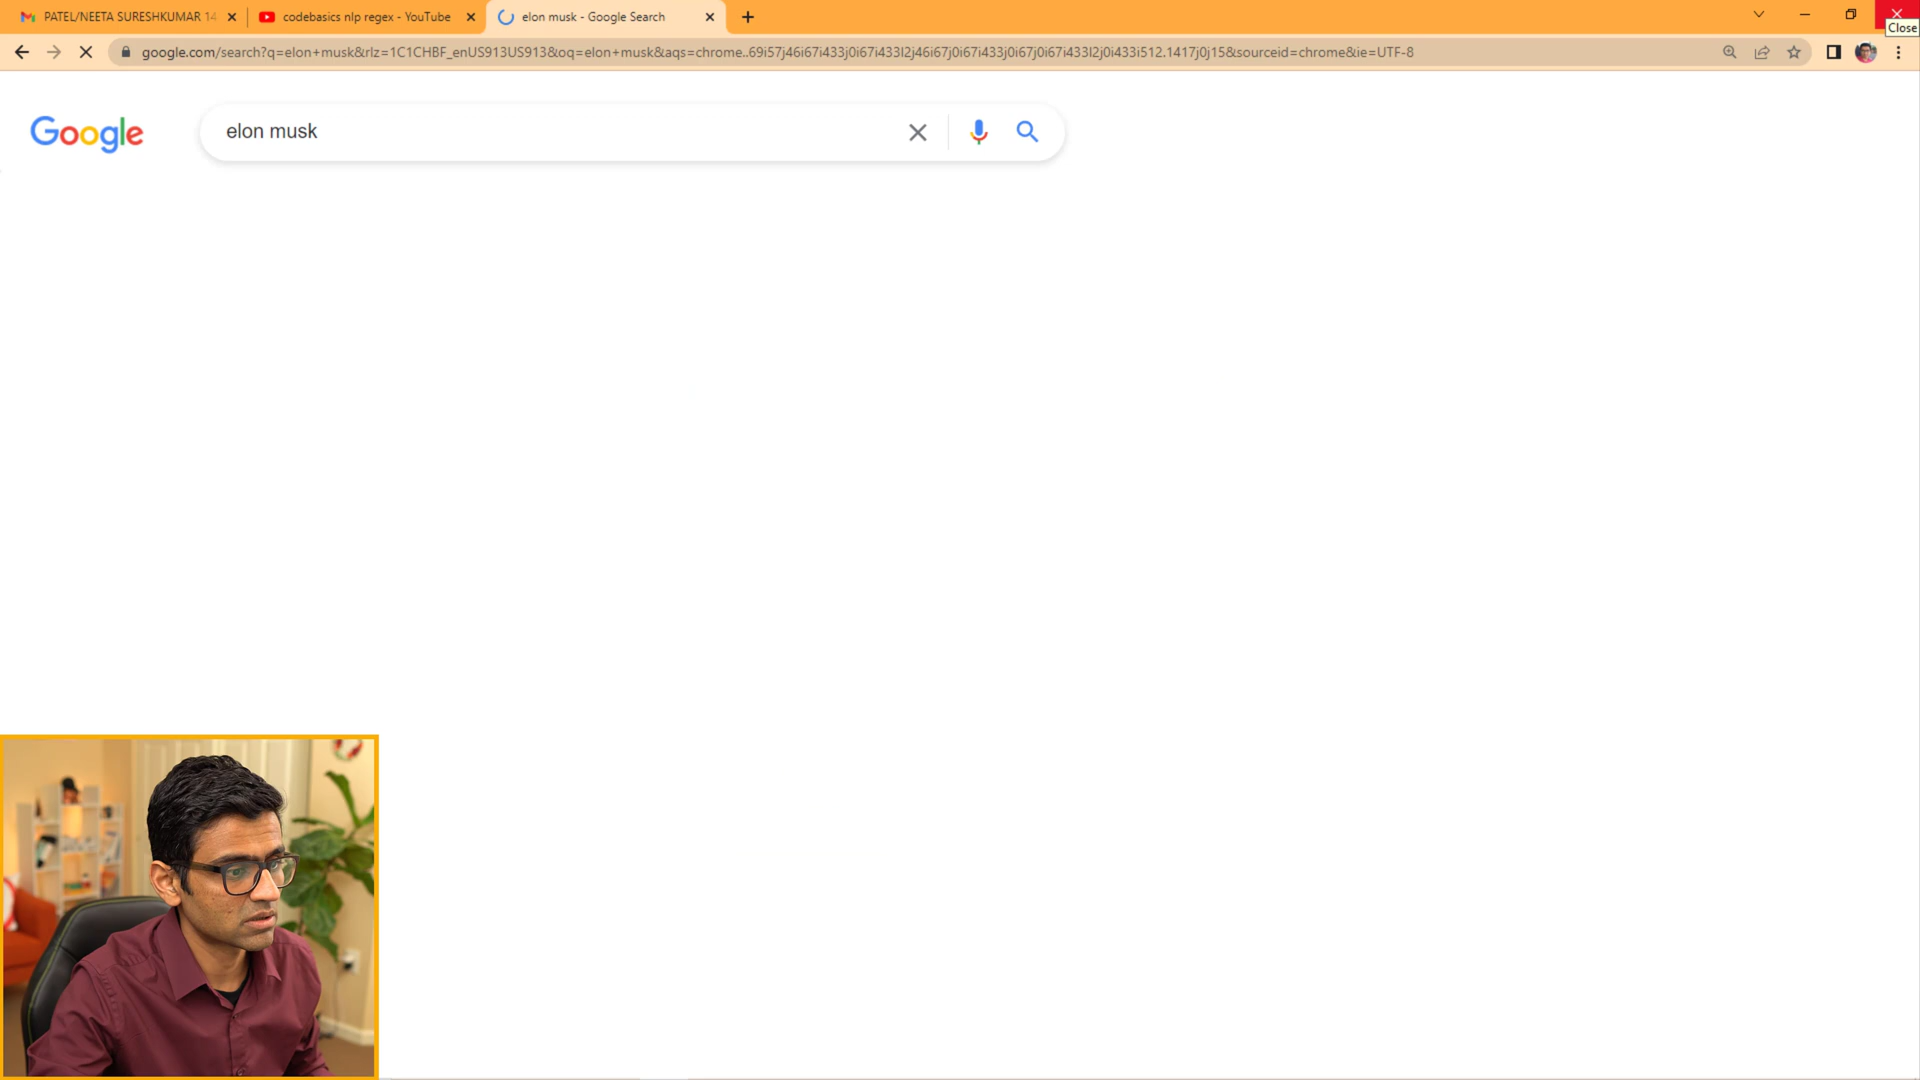 PATEL/NEETA SURESHKUMAR 14
codebasics nlp regex - YouTube
elon musk - Google Search
Close
google.com/search?q=elon+musk&rlz=1C1CHBF_enUS913US913&oq=elon+musk&aqs=chrome..69i57j46i67i433j0i67i433l2j46i67j0i67i433j0i67j0i67i433l2j0i433i512.1417j0j15&sourceid=chrome&ie=UTF-8
Google
elon musk